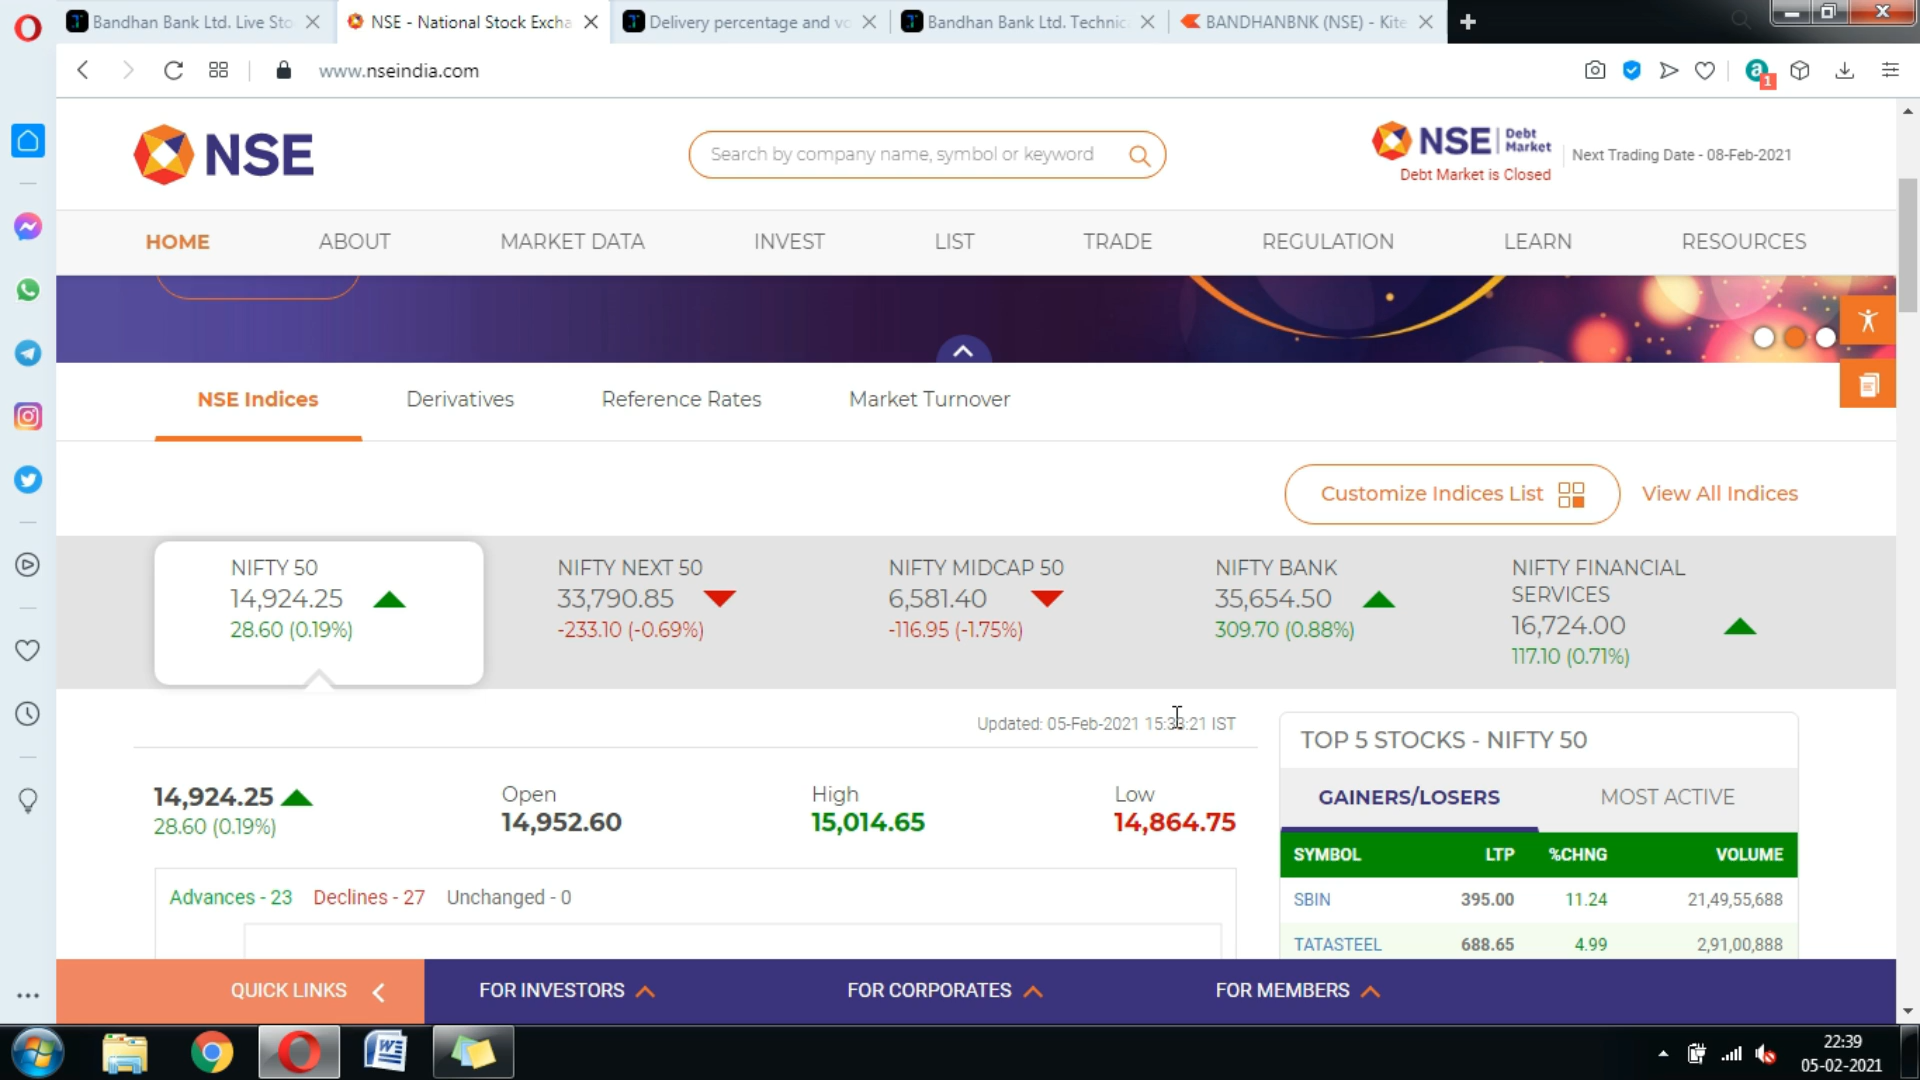 Bandhan Bank Ltd. Live Sto
NSE - National Stock Excha
Delivery percentage and vo
Bandhan Bank Ltd. Technic
BANDHANBNK (NSE) - Kite
www.nseindia.com
a
1
NSE
Search by company name, symbol or keyword
NSE
Debt
Market
Debt Market is Closed
Next Trading Date - 08-Feb-2021
HOME
ABOUT
MARKET DATA
INVEST
LIST
TRADE
REGULATION
LEARN
RESOURCES
NSE Indices
Derivatives
Reference Rates
Market Turnover
Customize Indices List
View All Indices
NIFTY 50
14,924.25
28.60 (0.19%)
NIFTY NEXT 50
33,790.85
-233.10 (-0.69%)
NIFTY MIDCAP 50
6,581.40
-116.95 (-1.75%)
NIFTY BANK
35,654.50
309.70 (0.88%)
NIFTY FINANCIAL
SERVICES
16,724.00
117.10 (0.71%)
Updated: 05-Feb-2021 15:33:21 IST
14,924.25
28.60 (0.19%)
Open
14,952.60
High
15,014.65
Low
14,864.75
Advances - 23
Declines - 27
Unchanged - 0
TOP 5 STOCKS - NIFTY 50
GAINERS/LOSERS
MOST ACTIVE
SYMBOL LTP %CHNG VOLUME
SBIN 395.00 11.24 21,49,55,688
TATASTEEL 688.65 4.99 2,91,00,888
QUICK LINKS
FOR INVESTORS
FOR CORPORATES
FOR MEMBERS
22:39
05-02-2021